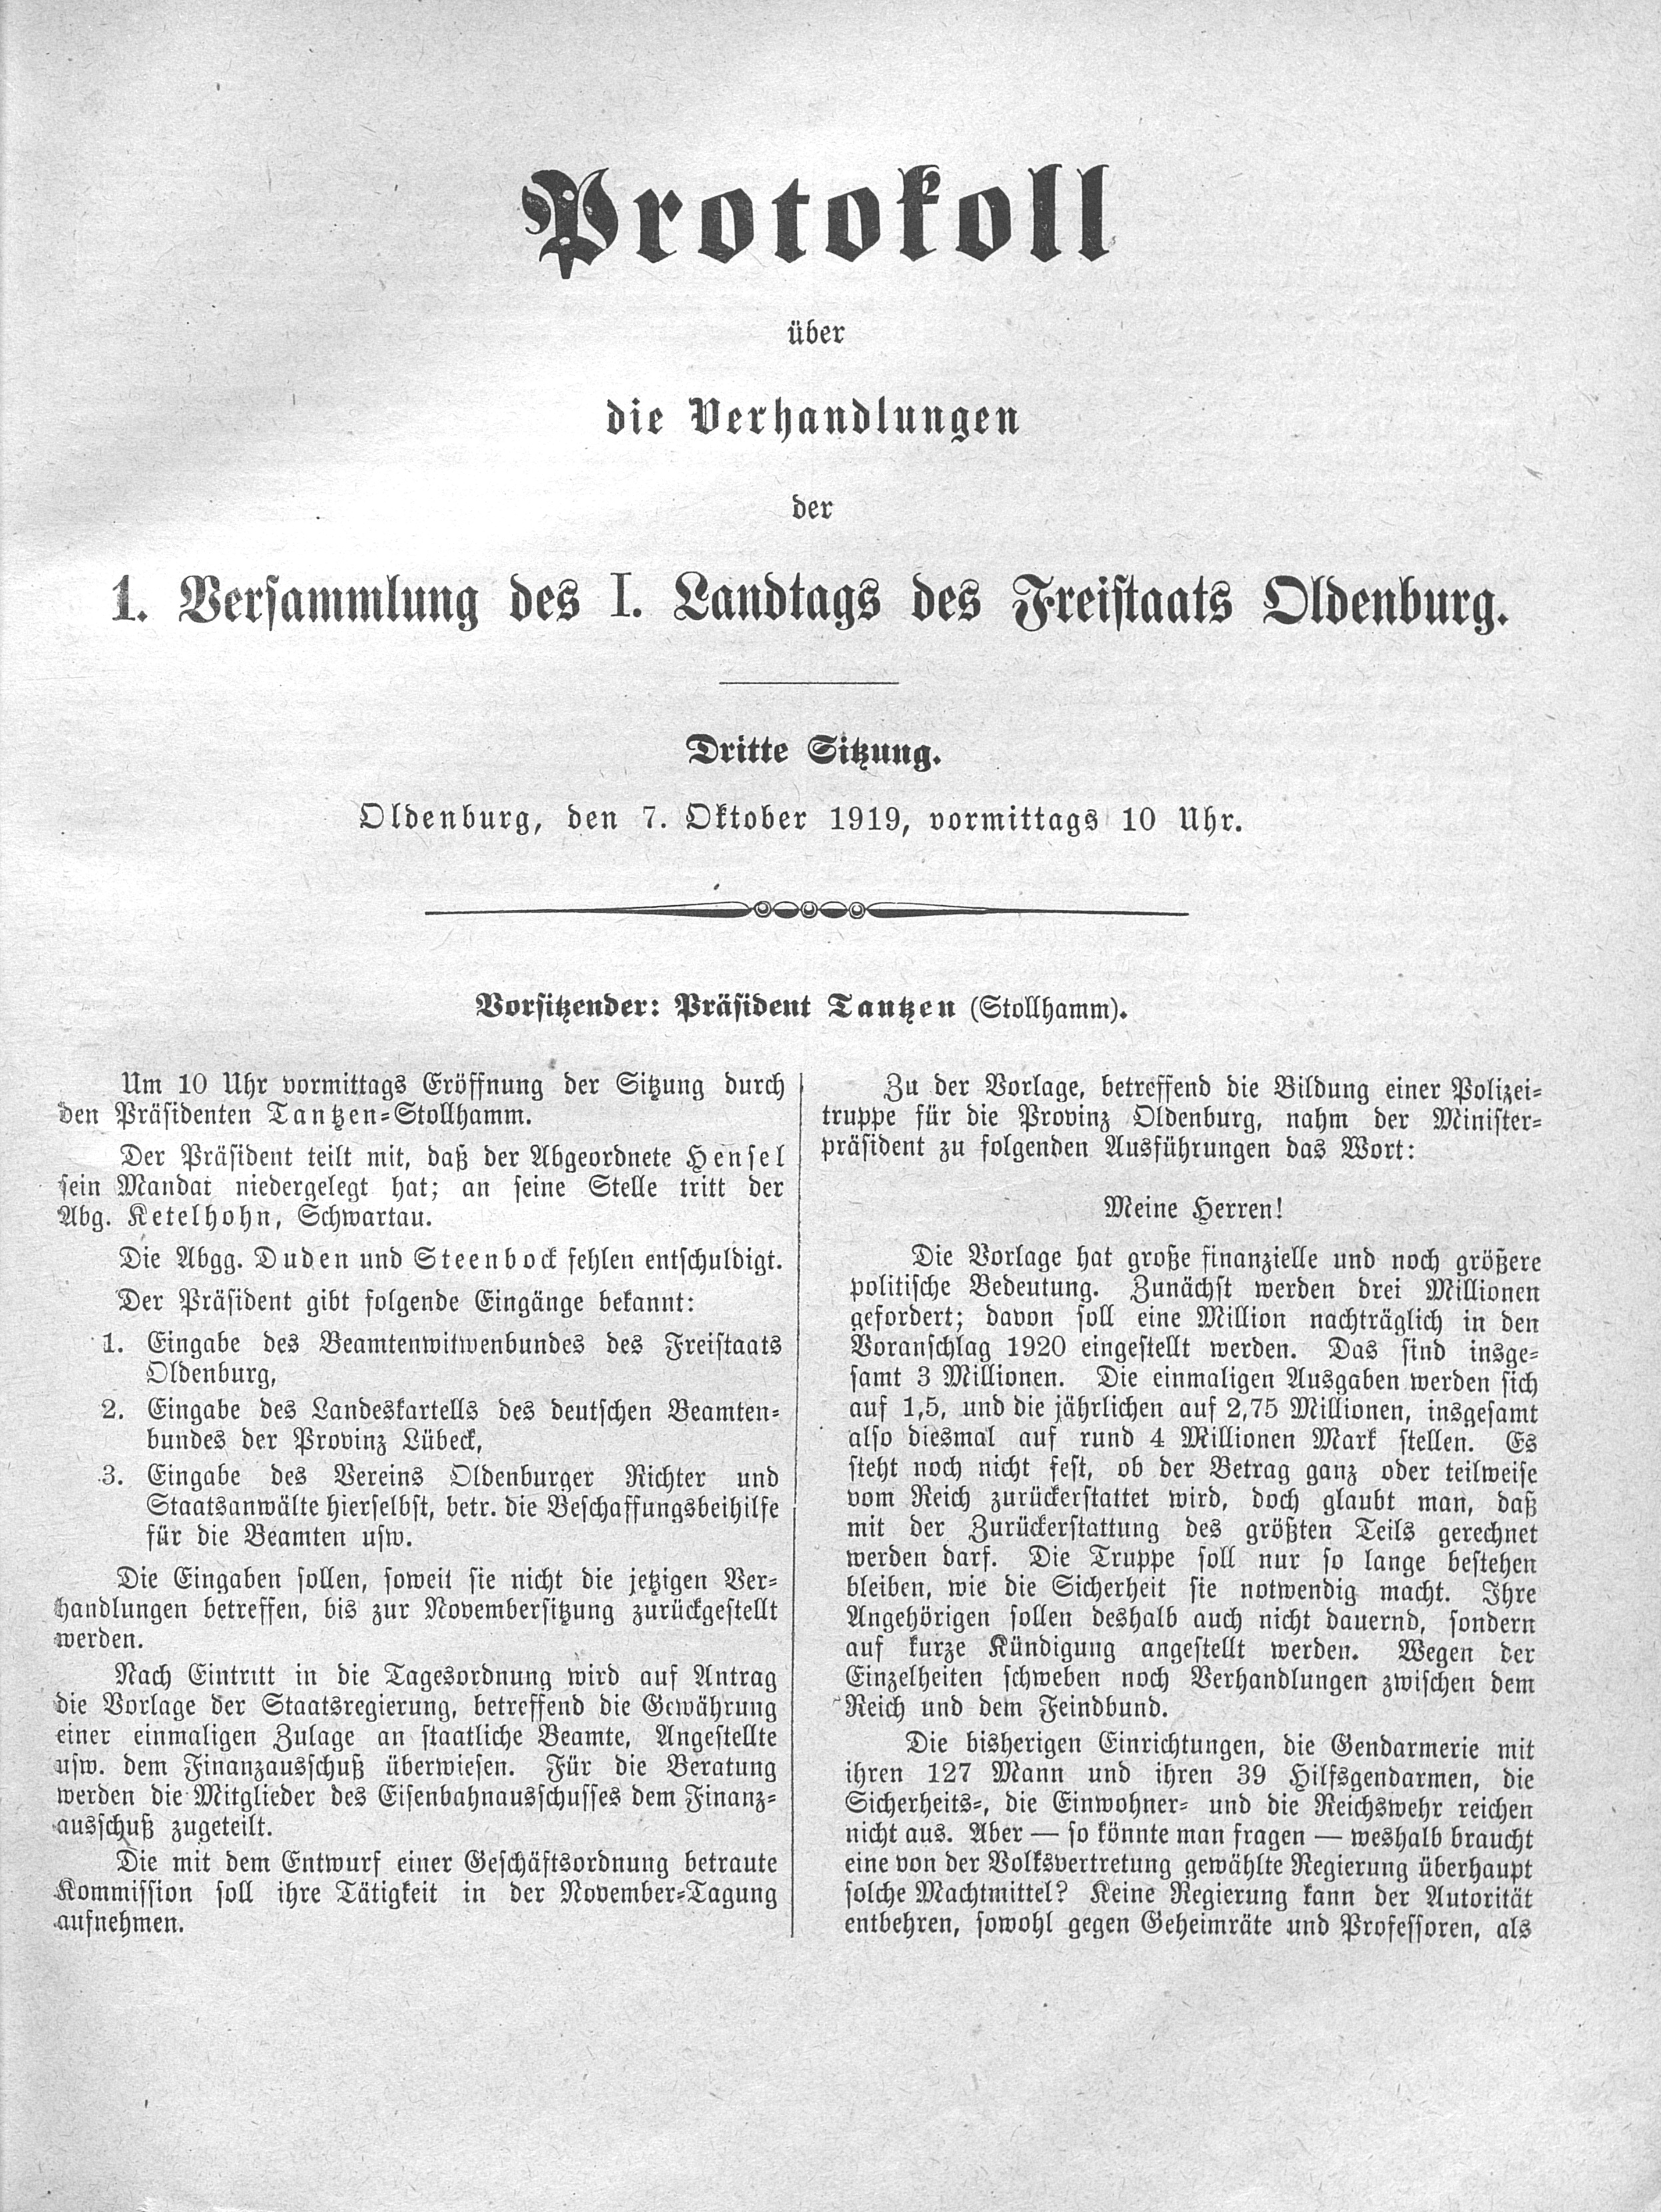 Protokoll
über
die Verhandlungen
der
1. Versammlung des I. Landtags des Freistaats Oldenburg.
Dritte Sitzung.
Oldenburg, den 7. Oktober 1919, vormittags 10 Uhr.
Vorsitzender: Präsident Tantzen (Stollhamm).
Um 10 Uhr vormittags Eröffnung der Sitzung durch
den Präsidenten Tantzen-Stollhamm.
Der Präsident teilt mit, daß der Abgeordnete Hensel
sein Mandat niedergelegt hat; an seine Stelle tritt der
Abg. Ketelhohn, Schwartau.
Die Abgg. Duden und Steenbock fehlen entschuldigt.
Der Präsident gibt folgende Eingänge bekannt:
1. Eingabe des Beamtenwitwenbundes des Freistaats
Oldenburg,
2. Eingabe des Landeskartells des deutschen Beamten-
bundes der Provinz Lübeck,
3. Eingabe des Vereins Oldenburger Richter und
Staatsanwälte hierselbst, betr. die Beschaffungsbeihilfe
für die Beamten usw.
Die Eingaben sollen, soweit sie nicht die jetzigen Ver-
handlungen betreffen, bis zur Novembersitzung zurückgestellt
werden.
Nach Eintritt in die Tagesordnung wird auf Antrag
die Vorlage der Staatsregierung, betreffend die Gewährung
einer einmaligen Zulage an staatliche Beamte, Angestellte
usw. dem Finanzausschuß überwiesen. Für die Beratung
werden die Mitglieder des Eisenbahnausschusses dem Finanz-
ausschuß zugeteilt.
Die mit dem Entwurf einer Geschäftsordnung betraute
Kommission soll ihre Tätigkeit in der November-Tagung
aufnehmen.
Zu der Vorlage, betreffend die Bildung einer Polizei-
truppe für die Provinz Oldenburg, nahm der Minister-
präsident zu folgenden Ausführungen das Wort:
Meine Herren!
Die Vorlage hat große finanzielle und noch größere
politische Bedeutung. Zunächst werden drei Millionen
gefordert; davon soll eine Million nachträglich in den
Voranschlag 1920 eingestellt werden. Das sind insge-
samt 3 Millionen. Die einmaligen Ausgaben werden sich
auf 1,5, und die jährlichen auf 2,75 Millionen, insgesamt
also diesmal auf rund 4 Millionen Mark stellen. Es
steht noch nicht fest, ob der Betrag ganz oder teilweise
vom Reich zurückerstattet wird, doch glaubt man, daß
mit der Zurückerstattung des größten Teils gerechnet
werden darf. Die Truppe soll nur so lange bestehen
bleiben, wie die Sicherheit sie notwendig macht. Ihre
Angehörigen sollen deshalb auch nicht dauernd, sondern
auf kurze Kündigung angestellt werden. Wegen der
Einzelheiten schweben noch Verhandlungen zwischen dem
Reich und dem Feindbund.
Die bisherigen Einrichtungen, die Gendarmerie mit
ihren 127 Mann und ihren 39 Hilfsgendarmen, die
Sicherheits-, die Einwohner- und die Reichswehr reichen
nicht aus. Aber — so könnte man fragen — weshalb braucht
eine von der Volksvertretung gewählte Regierung überhaupt
solche Machtmittel? Keine Regierung kann der Autorität
entbehren, sowohl gegen Geheimräte und Professoren, als